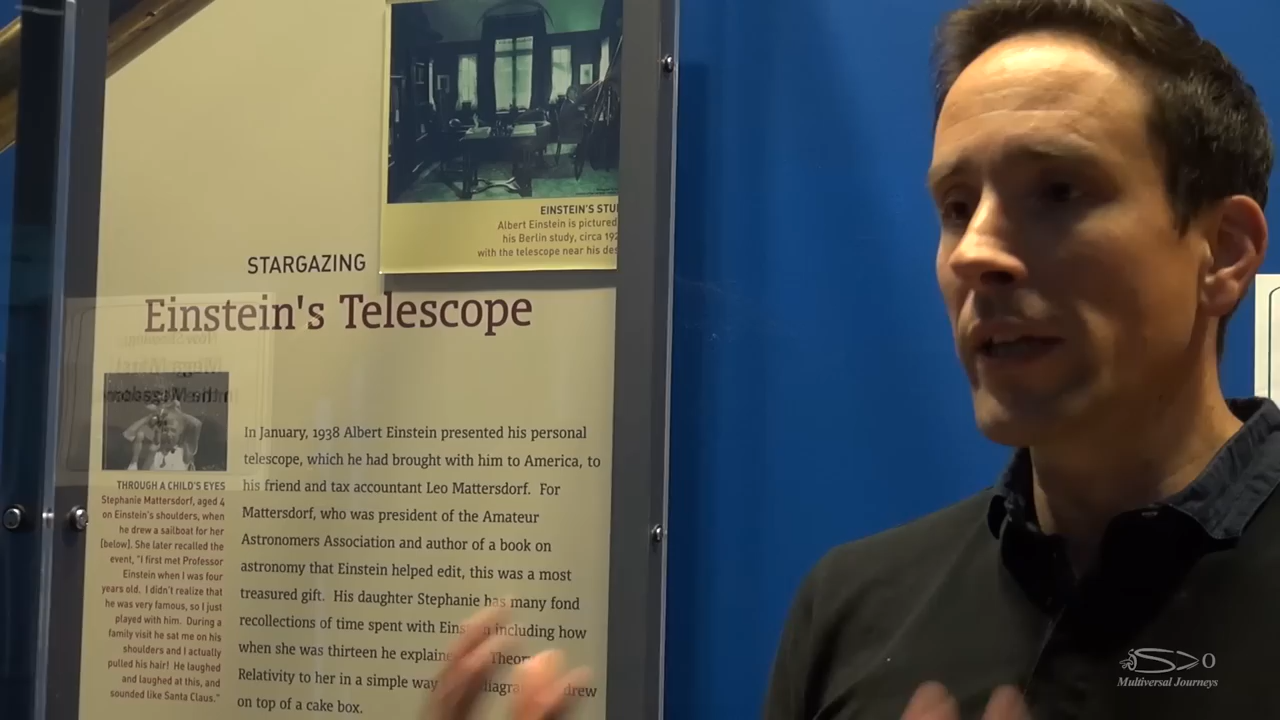 EINSTEIN'S STU
Albert Einstein is pictured
his Berlin study, circa 192
with the telescope near his des
STARGAZING
Einstein's Telescope
THROUGH A CHILD'S EYES
Stephanie Mattersdorf, aged 4
on Einstein's shoulders, when
he drew a sailboat for her
[below]. She later recalled the
event, "I first met Professor
Einstein when I was four
years old. I didn't realize that
he was very famous, so I just
played with him. During a
family visit he sat me on his
shoulders and I actually
pulled his hair! He laughed
and laughed at this, and
sounded like Santa Claus."
In January, 1938 Albert Einstein presented his personal
telescope, which he had brought with him to America, to
his friend and tax accountant Leo Mattersdorf. For
Mattersdorf, who was president of the Amateur
Astronomers Association and author of a book on
astronomy that Einstein helped edit, this was a most
treasured gift. His daughter Stephanie has many fond
recollections of time spent with Eins including how
when she was thirteen he explaine Theor
Relativity to her in a simple way diagra drew
on top of a cake box.
Multiversal Journeys